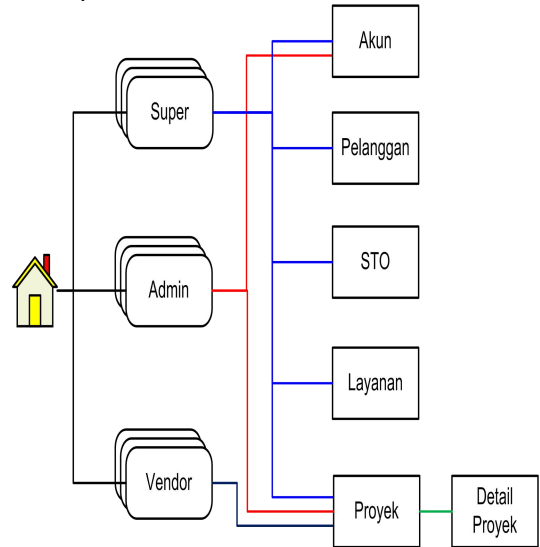 Akun
Super
Pelanggan
STO
Admin
Layanan
Vendor
Proyek
Detail
Proyek